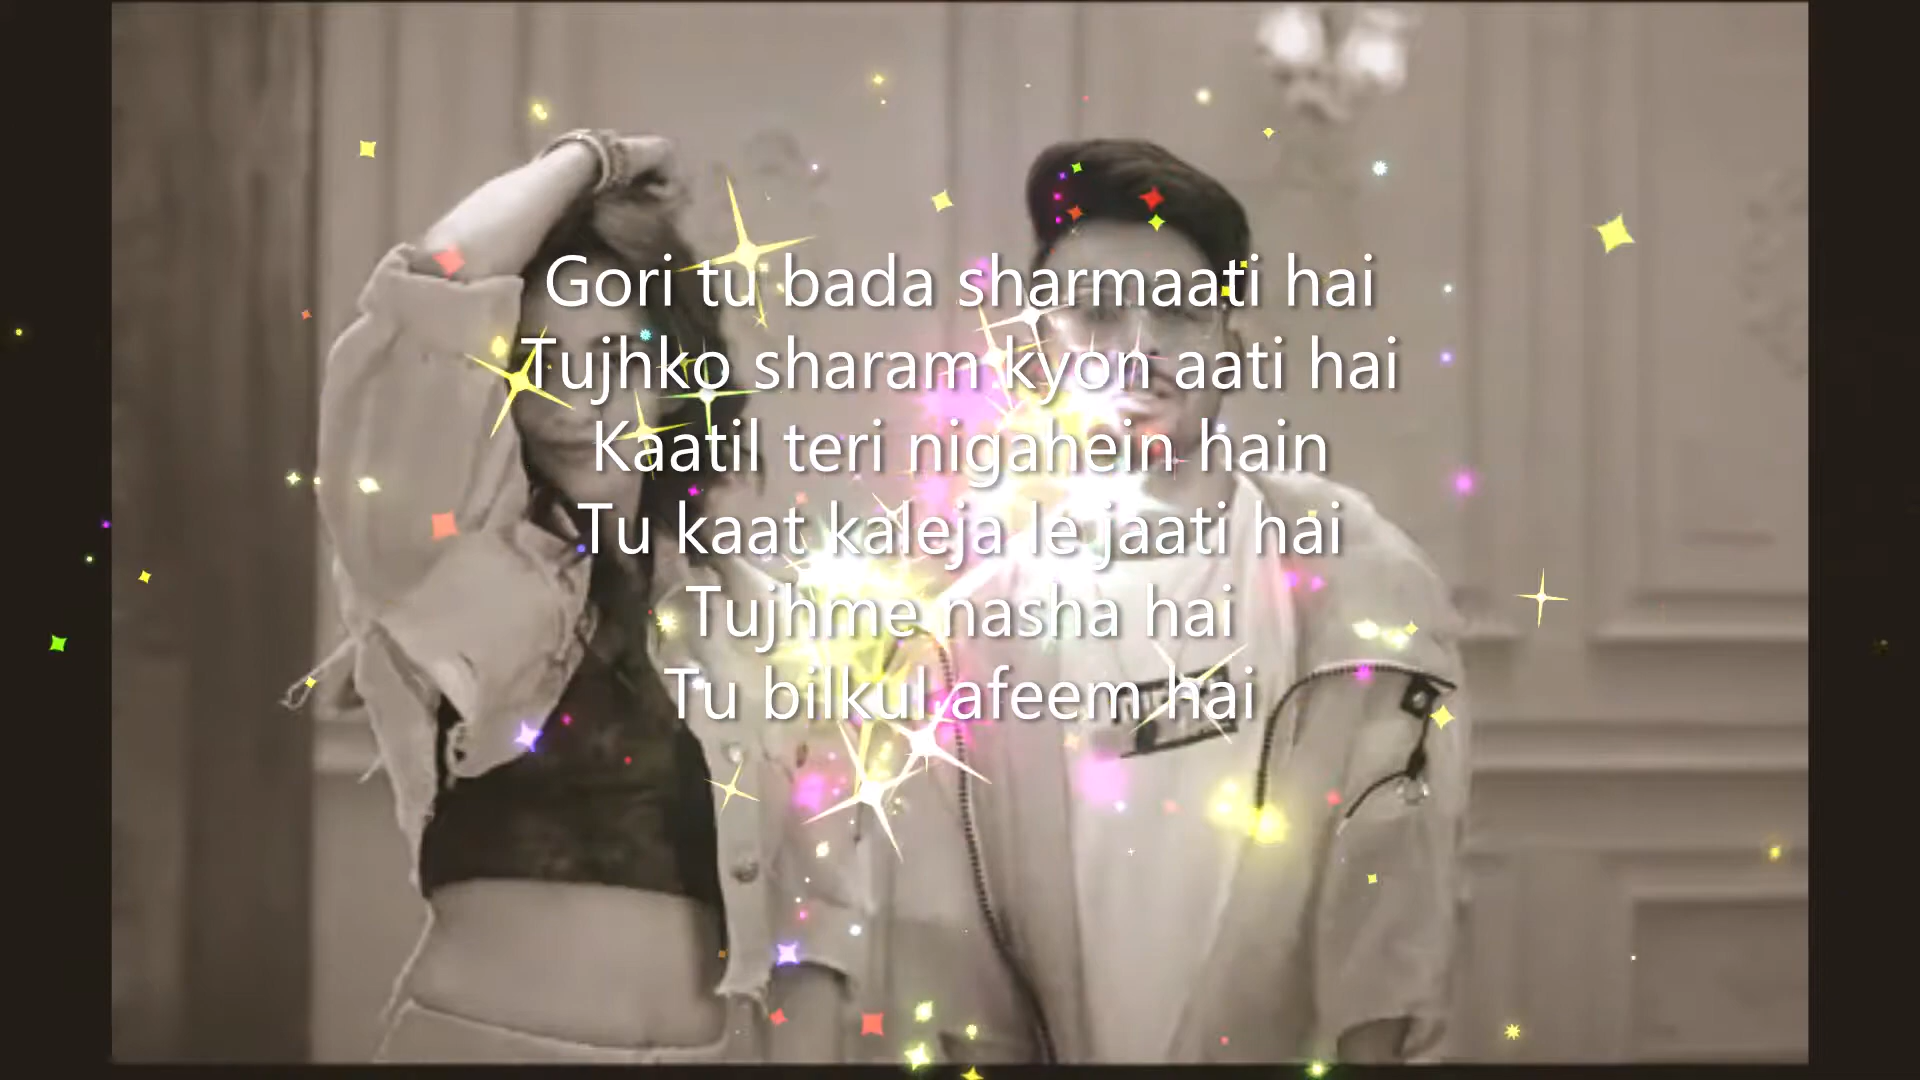 Gori tu bada sharmaati hai
Tujhko sharam kyon aati hai
Kaatil teri nigahein hain
Tu kaat kaleja le jaati hai
Tujhme nasha hai
Tu bilkul afeem hai